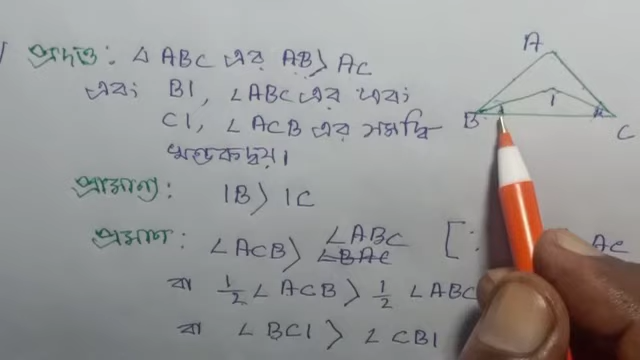 প্রদত্ত: △ABC এর AB > AC
এবং BI, ∠ABC এর এবং
CI, ∠ACB এর সমদ্বি
খণ্ডকদ্বয়।
প্রামাণ্য: IB > IC
প্রমাণ: ∠ACB > ∠ABC [∵ AC
বা 1/2 ∠ACB > 1/2 ∠ABC
বা ∠BCI > ∠CBI
A
I
B
C